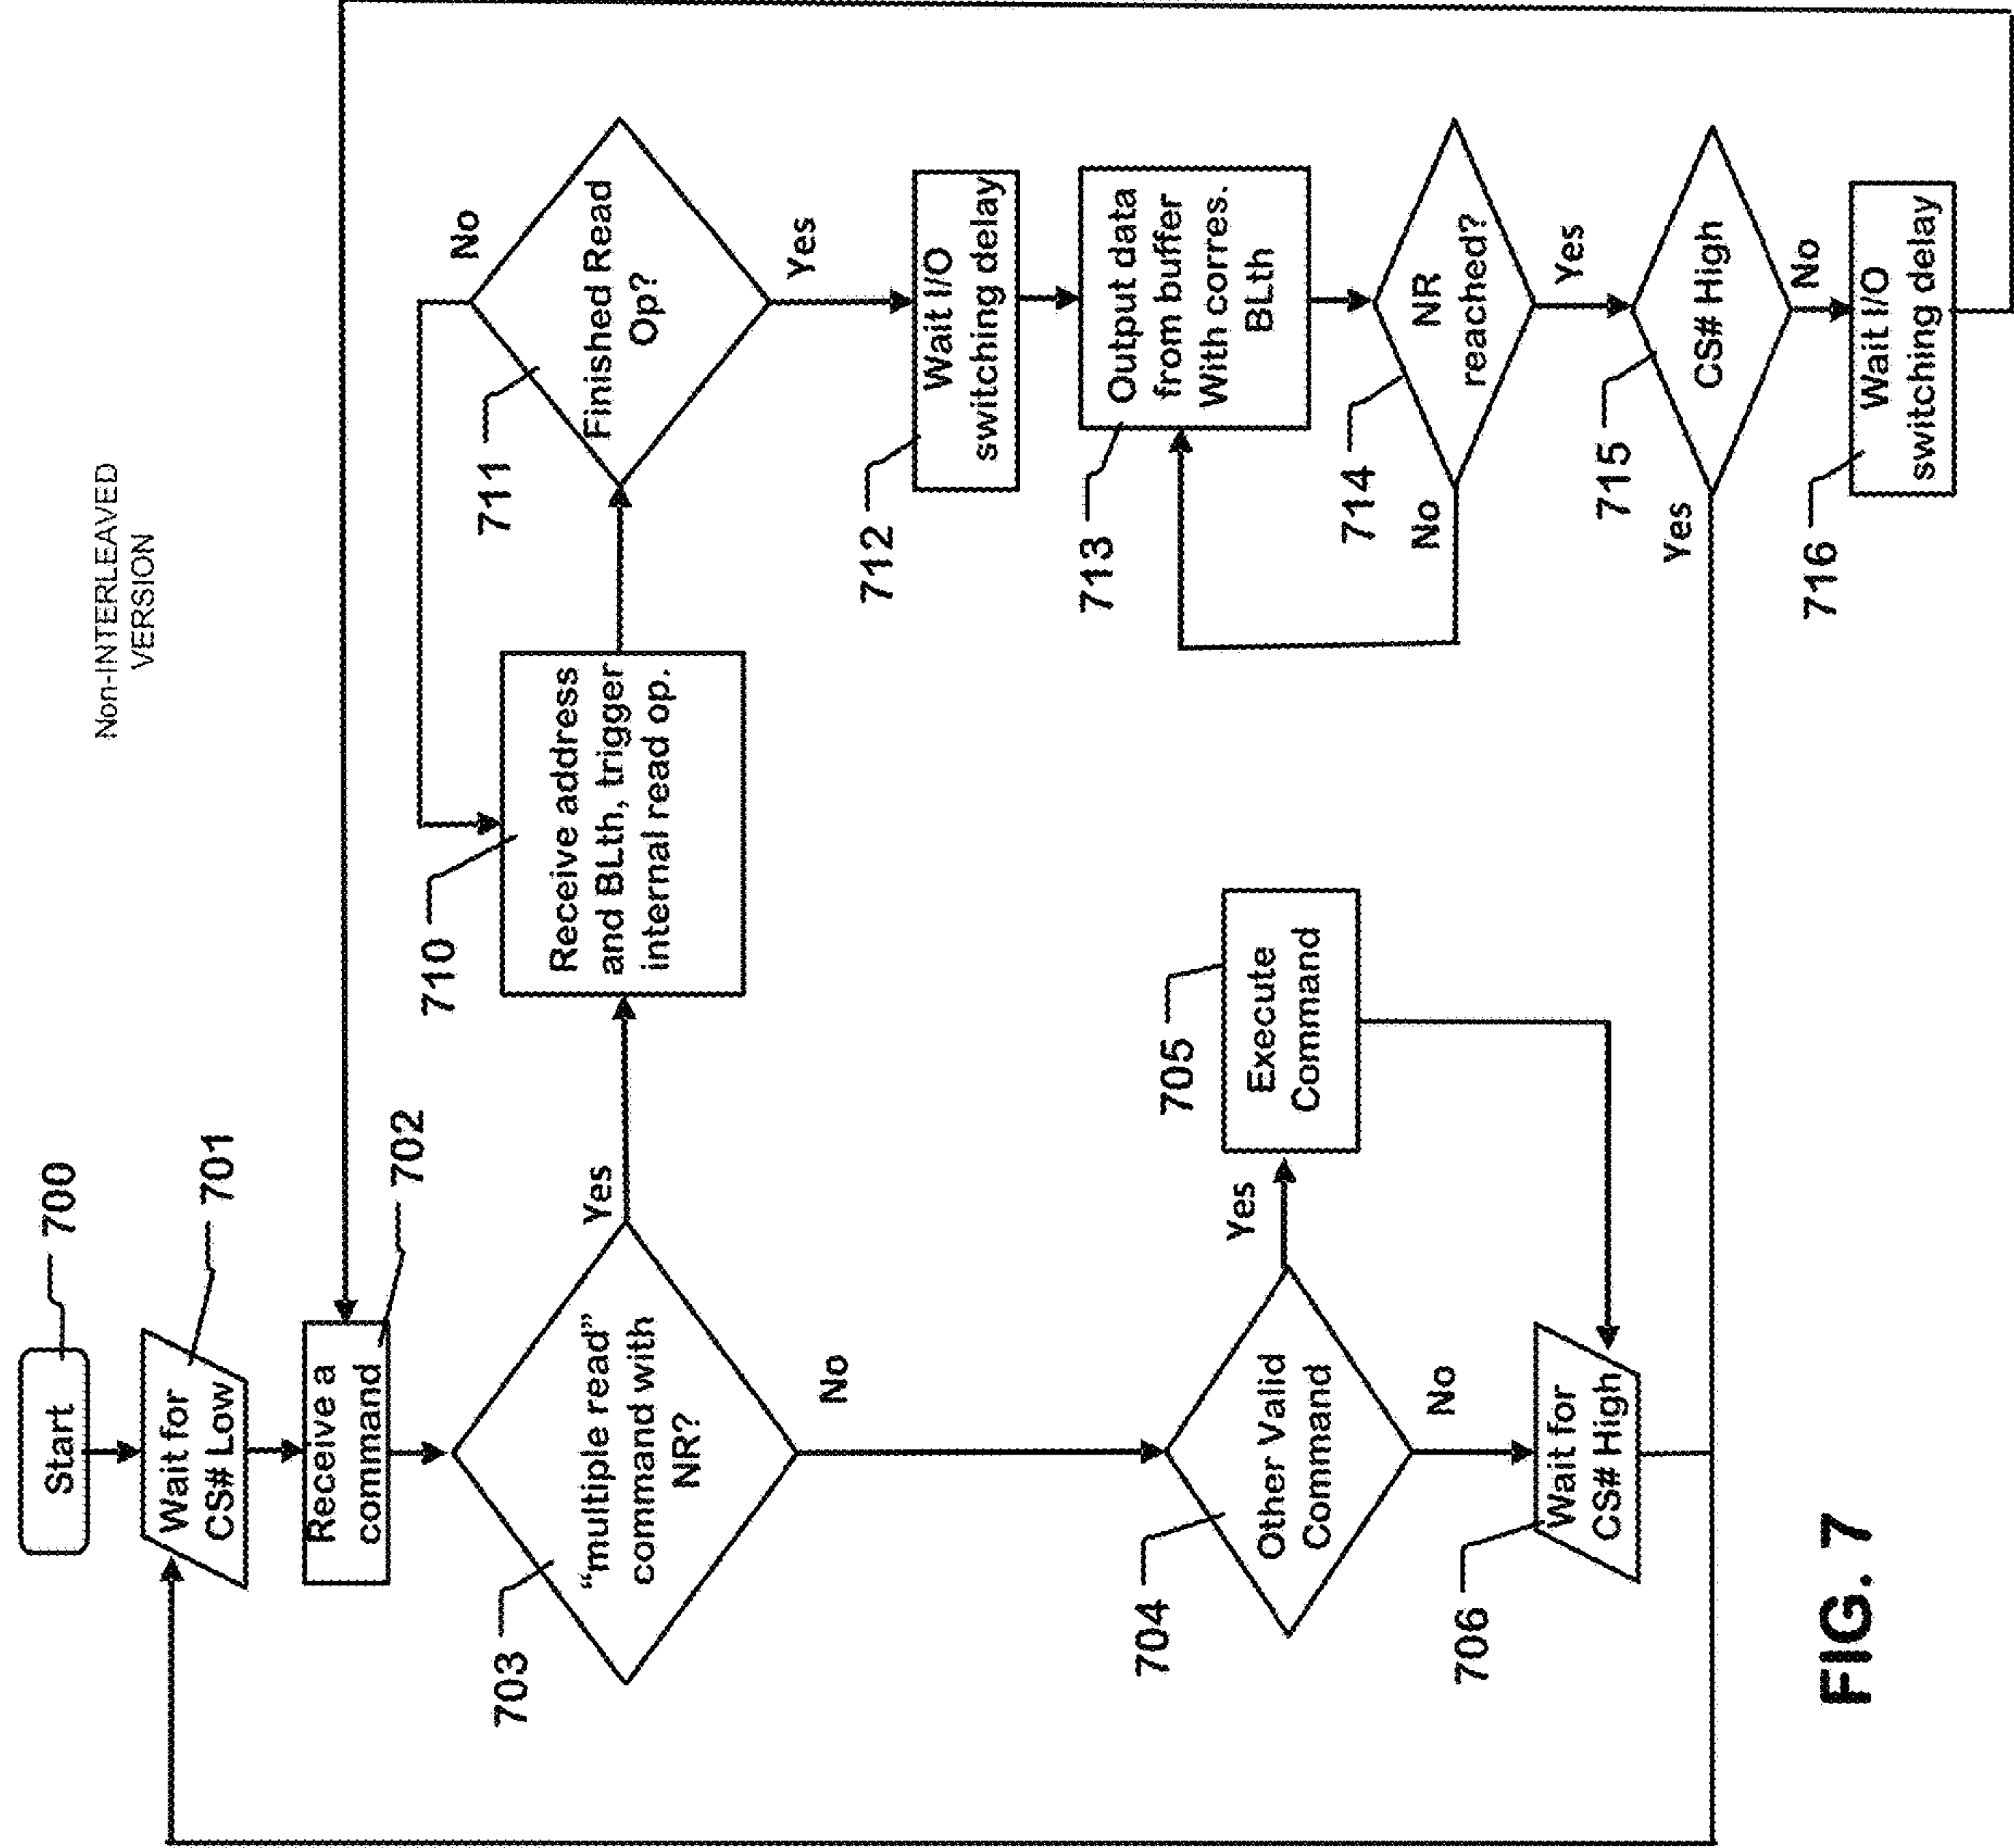 Non-INTERLEAVED
VERSION
Start
700
Wait for
CS# Low
701
Receive a
command
702
"multiple read"
command with
NR?
703
Yes
No
Other Valid
Command
704
Yes
No
Execute
Command
705
Wait for
CS# High
706
Receive address
and BLth, trigger
internal read op.
710
Finished Read
Op?
711
No
Yes
Wait I/O
switching delay
712
Output data
from buffer
With corres.
BLth
713
NR
reached?
714
No
Yes
CS# High
715
Yes
No
Wait I/O
switching delay
716
FIG. 7